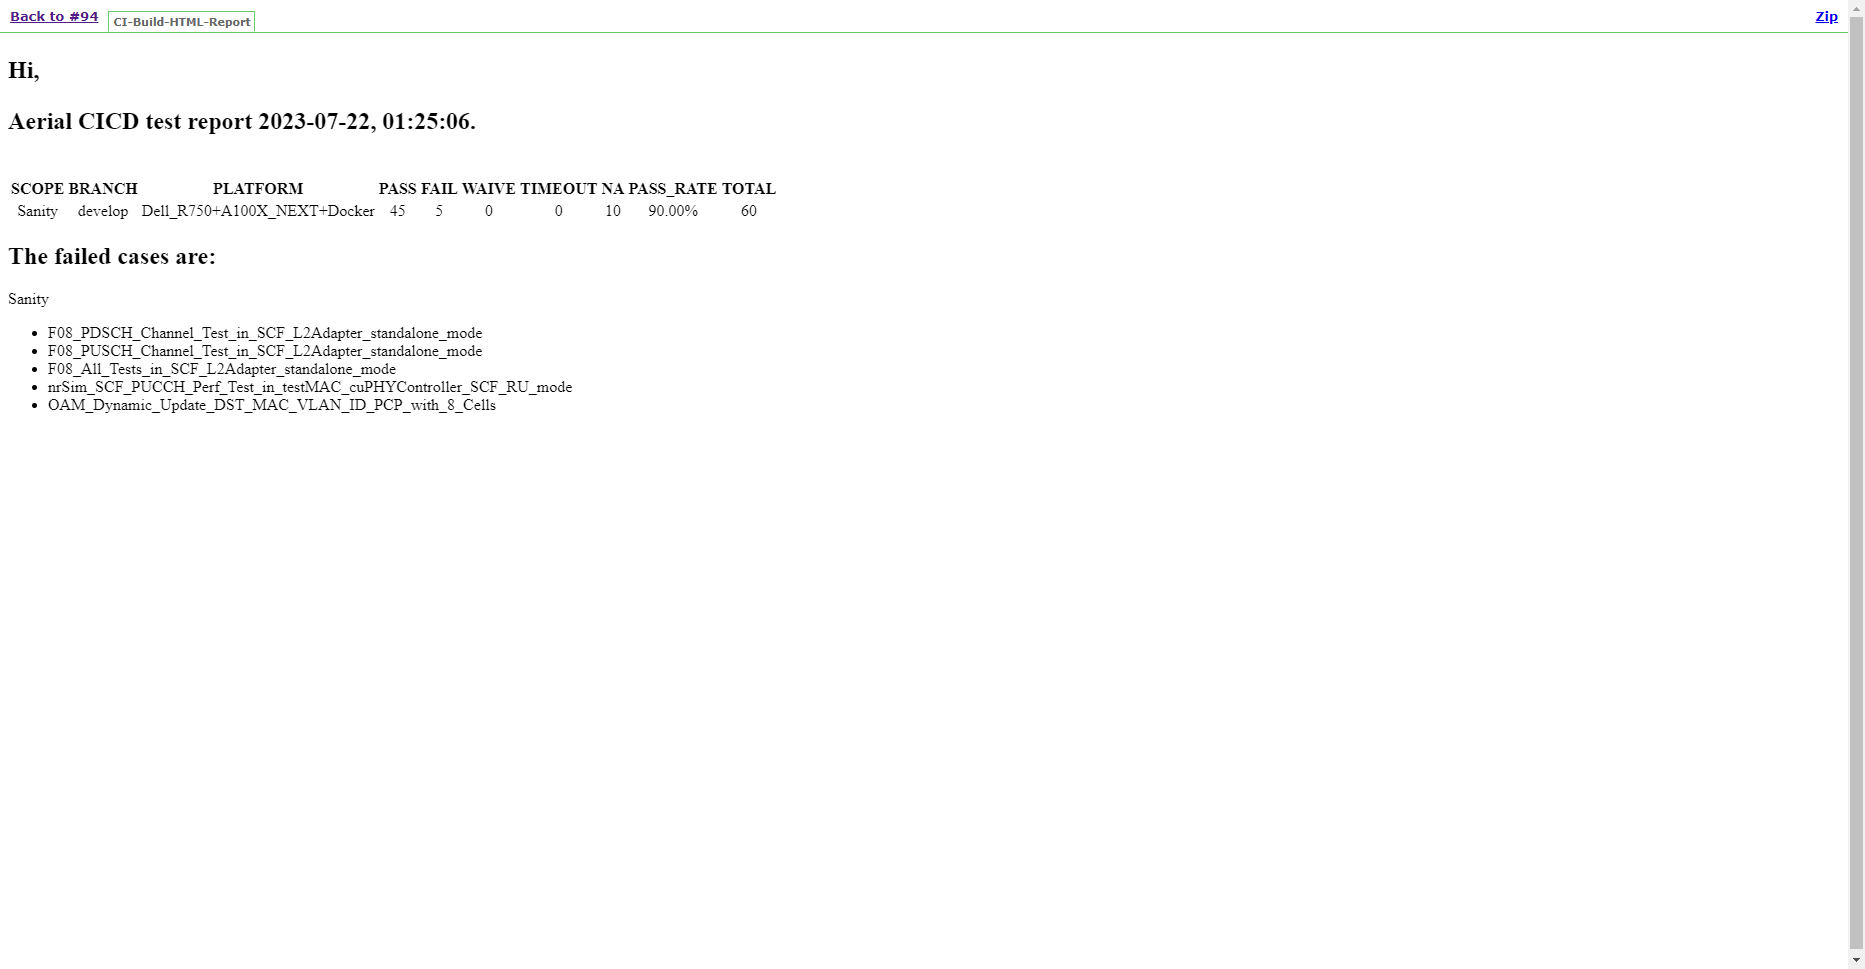 Back to #94 CI-Build-HTML-Report Zip
Hi,
Aerial CICD test report 2023-07-22, 01:25:06.
SCOPE BRANCH PLATFORM PASS FAIL WAIVE TIMEOUT NA PASS_RATE TOTAL
Sanity develop Dell_R750+A100X_NEXT+Docker 45 5 0 0 10 90.00% 60
The failed cases are:
Sanity
F08_PDSCH_Channel_Test_in_SCF_L2Adapter_standalone_mode
F08_PUSCH_Channel_Test_in_SCF_L2Adapter_standalone_mode
F08_All_Tests_in_SCF_L2Adapter_standalone_mode
nrSim_SCF_PUCCH_Perf_Test_in_testMAC_cuPHYController_SCF_RU_mode
OAM_Dynamic_Update_DST_MAC_VLAN_ID_PCP_with_8_Cells